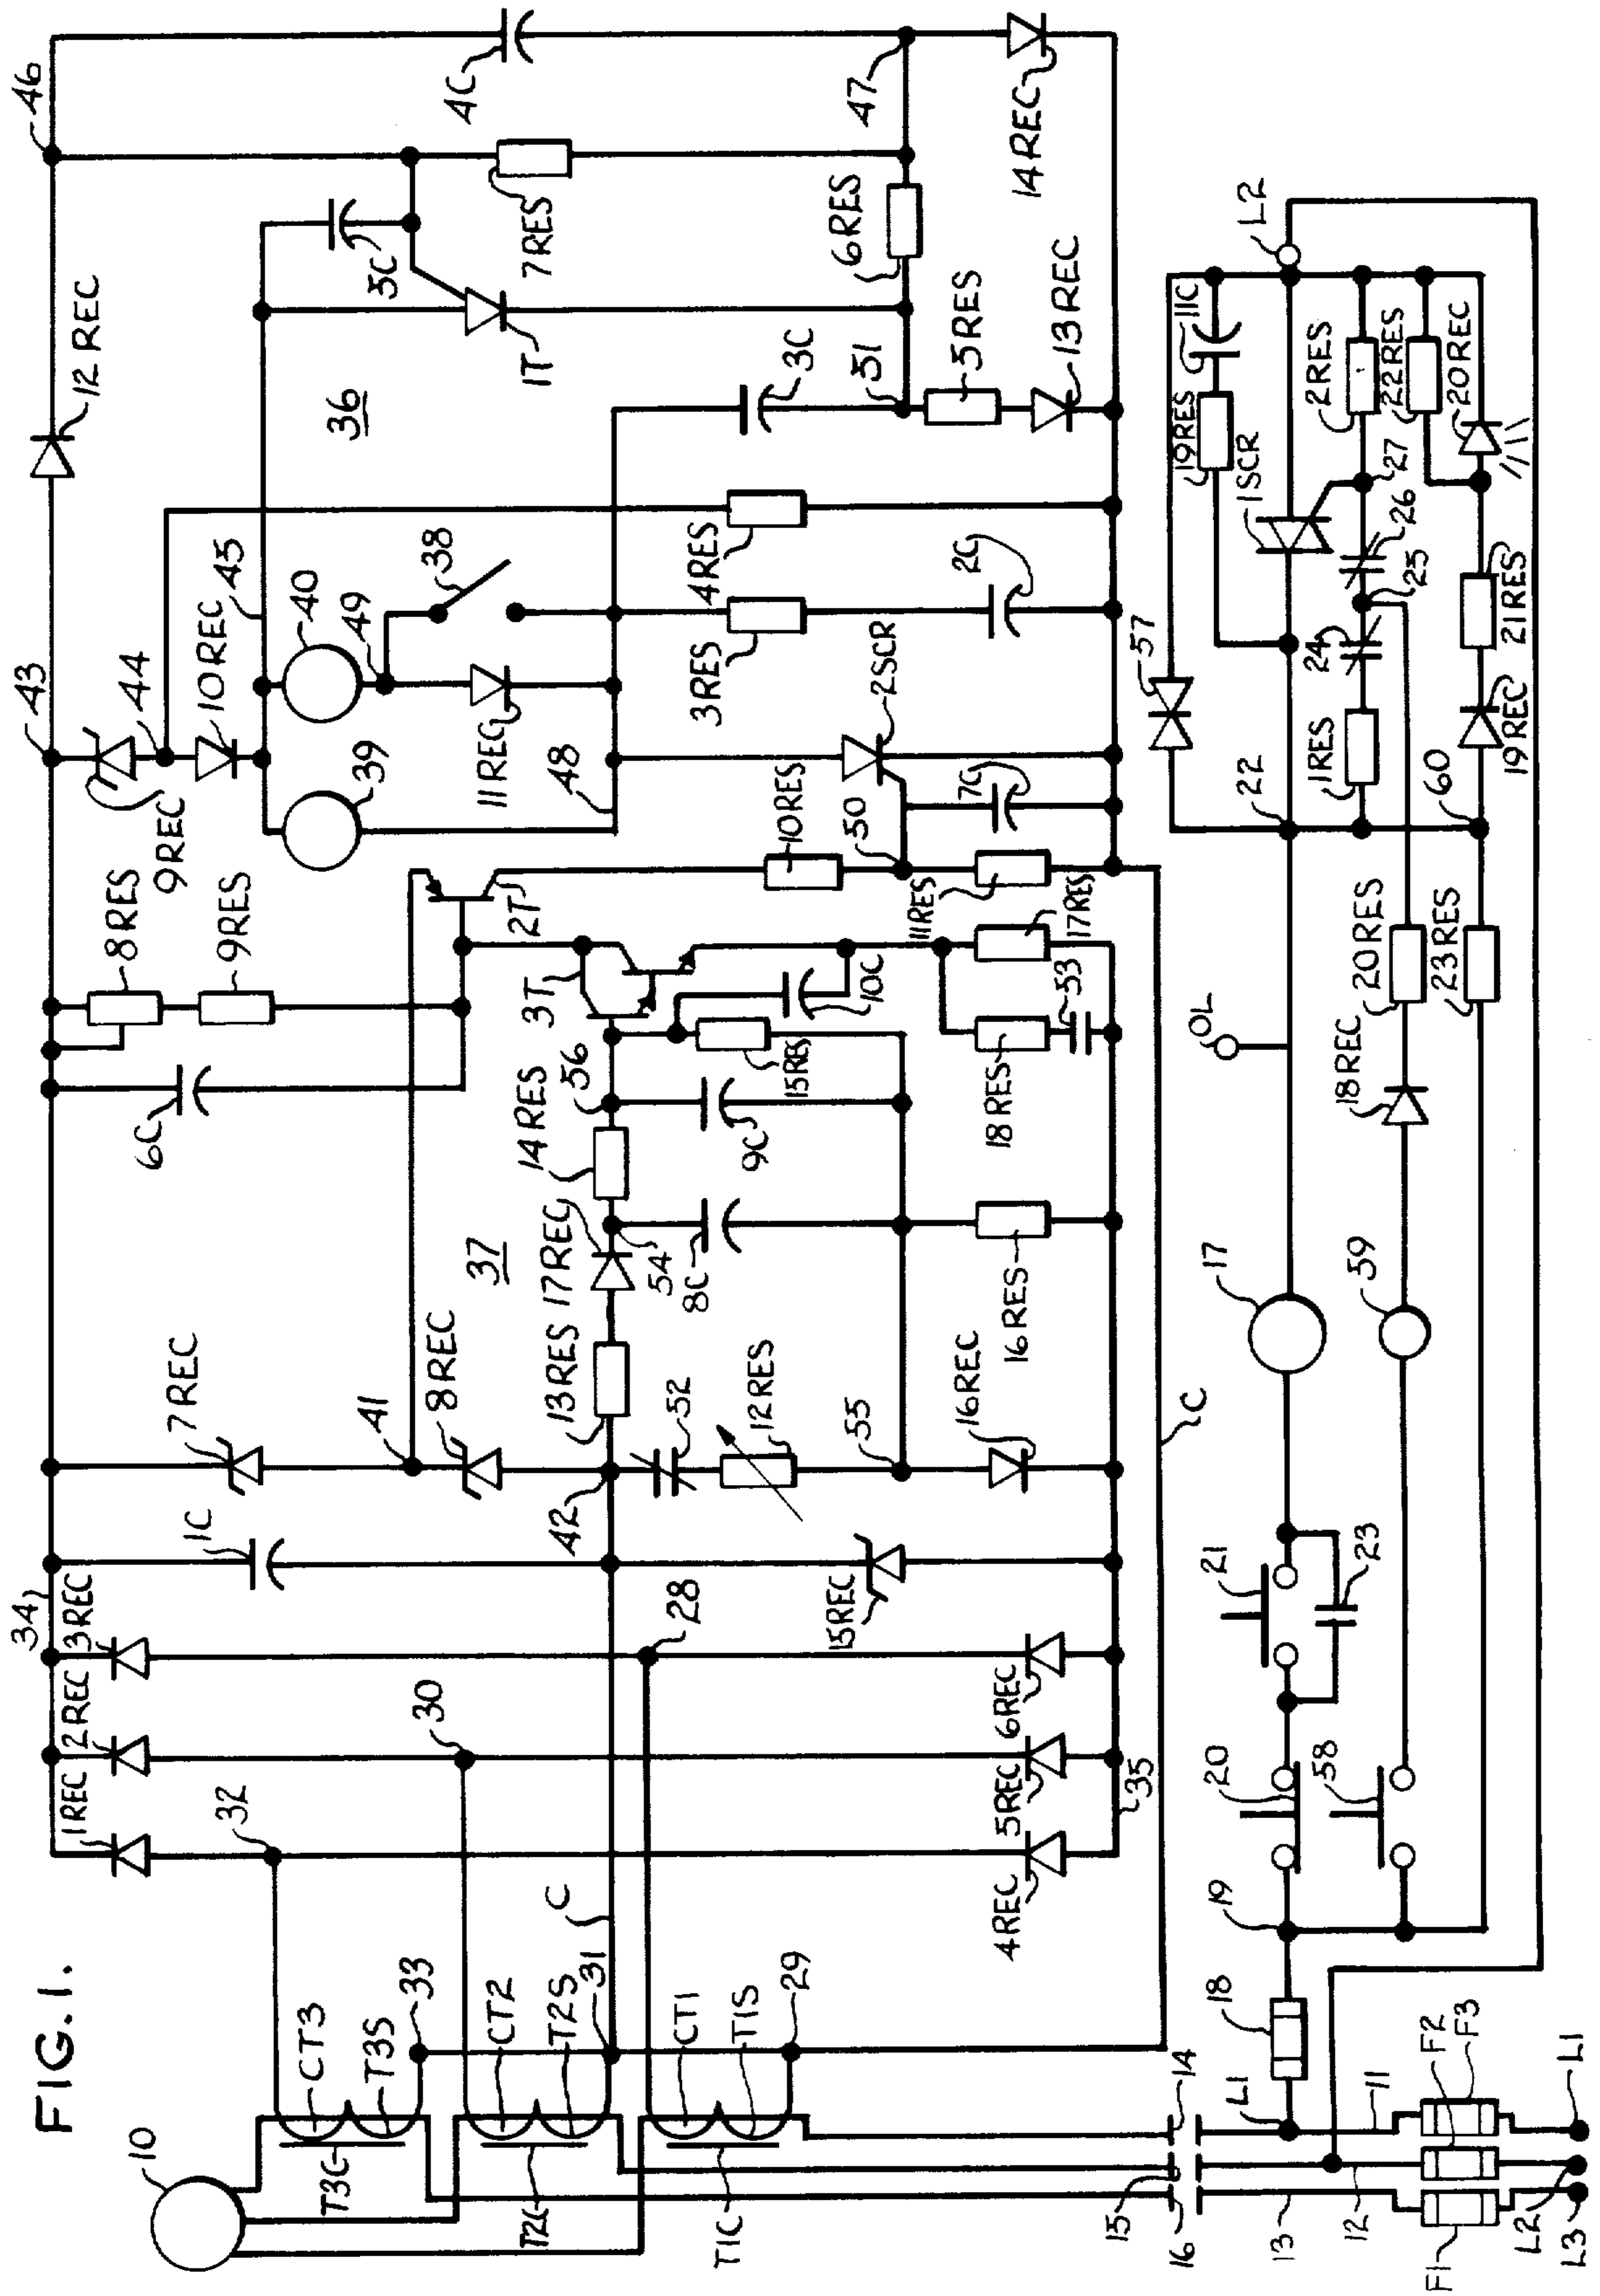 FIG.1.
10
CT3
T3S
T3C
33
CT2
T2S
T2C
31
CT1
T1S
T1C
29
C
32
30
28
34
1REC
2REC
3REC
4REC
5REC
6REC
35
1C
15REC
7REC
41
8REC
42
52
12RES
55
16REC
13RES
17REC
37
54
8C
14RES
56
9C
15RES
16RES
18RES
53
17RES
10C
3T
6C
8RES
9RES
2T
10RES
11RES
50
7C
43
9REC
44
10REC
45
39
40
49
38
11REC
48
2SCR
3RES
2C
4RES
36
12REC
46
5C
1T
7RES
3C
51
5RES
13REC
6RES
4C
47
14REC
C
14
15
16
L1
11
12
13
F1
F2
F3
L1
L2
L3
18
19
20
58
21
23
17
59
OL
18REC
20RES
23RES
22
60
57
1RES
24
25
26
27
19REC
21RES
1SCR
19RES
11C
2RES
22RES
20REC
L2